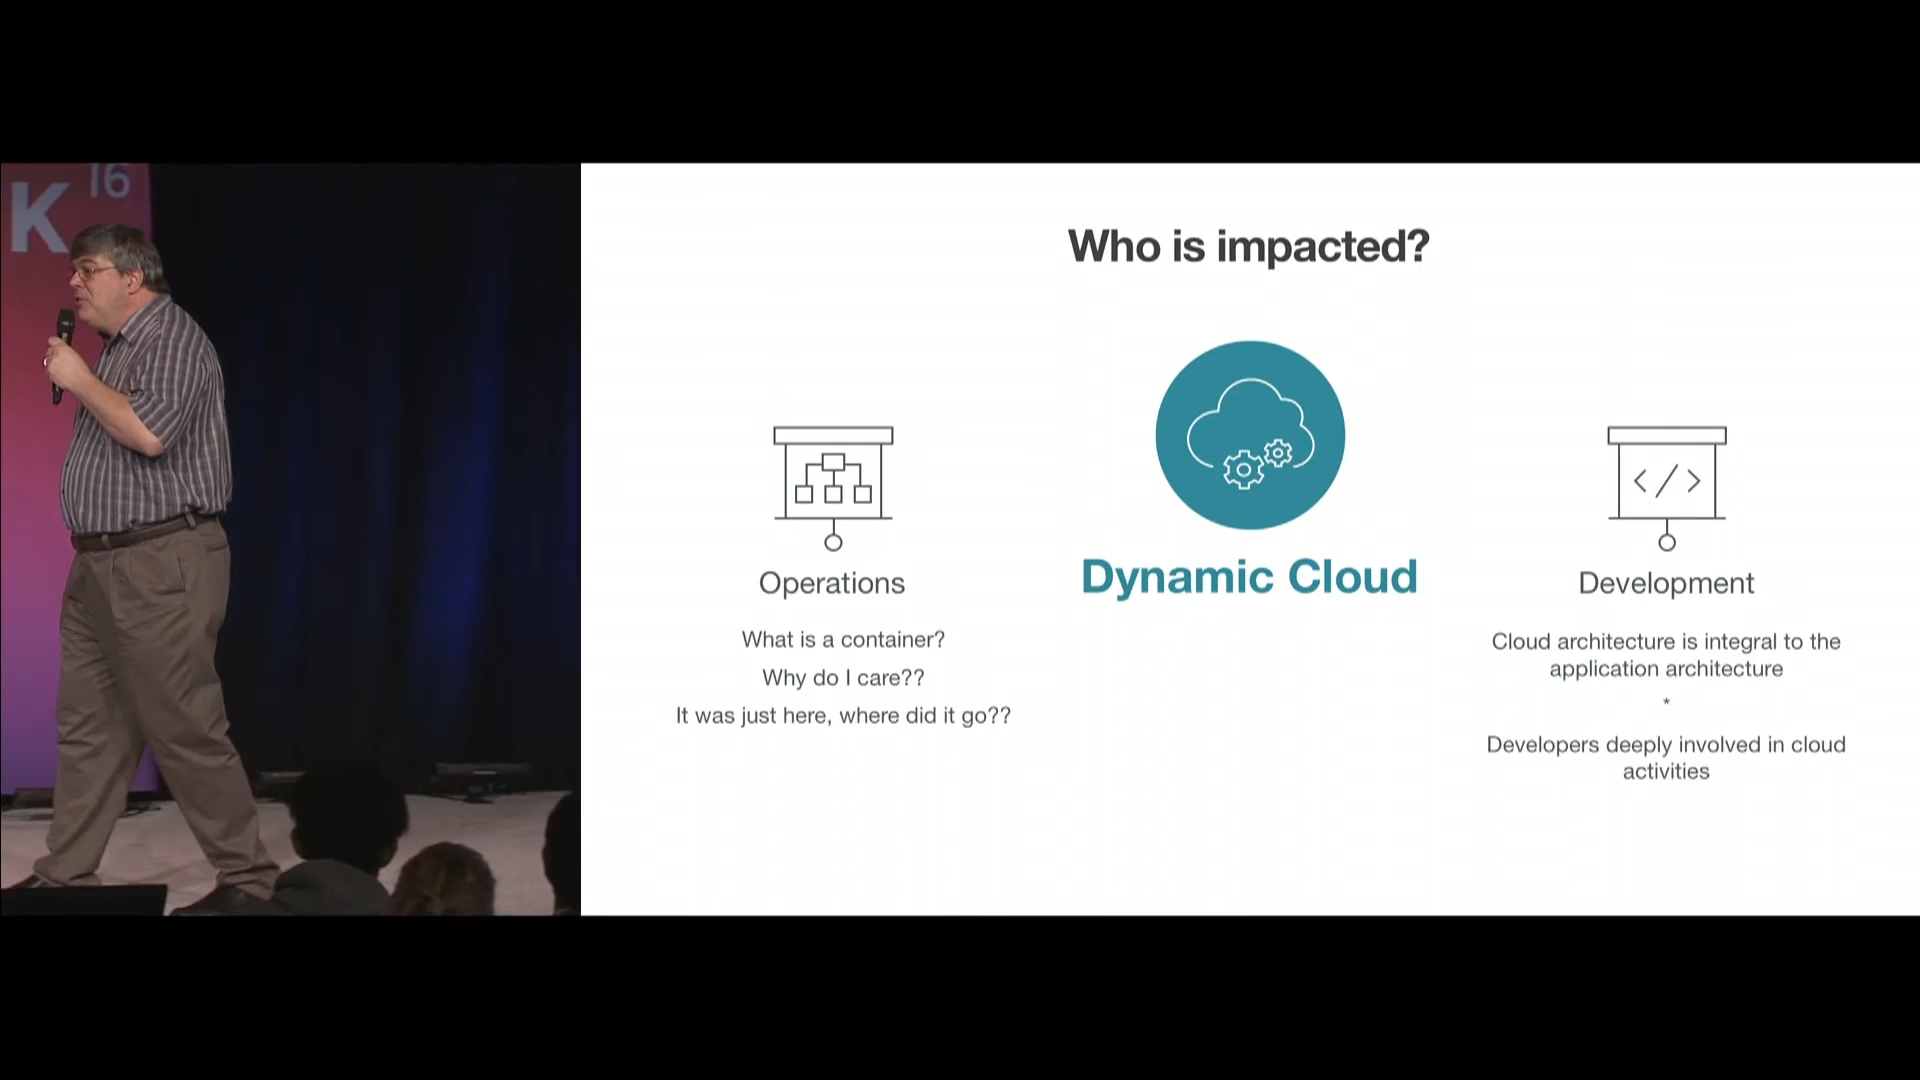 K 16
Who is impacted?
Dynamic Cloud
Operations
What is a container?
Why do I care??
It was just here, where did it go??
Development
Cloud architecture is integral to the
application architecture
*
Developers deeply involved in cloud
activities